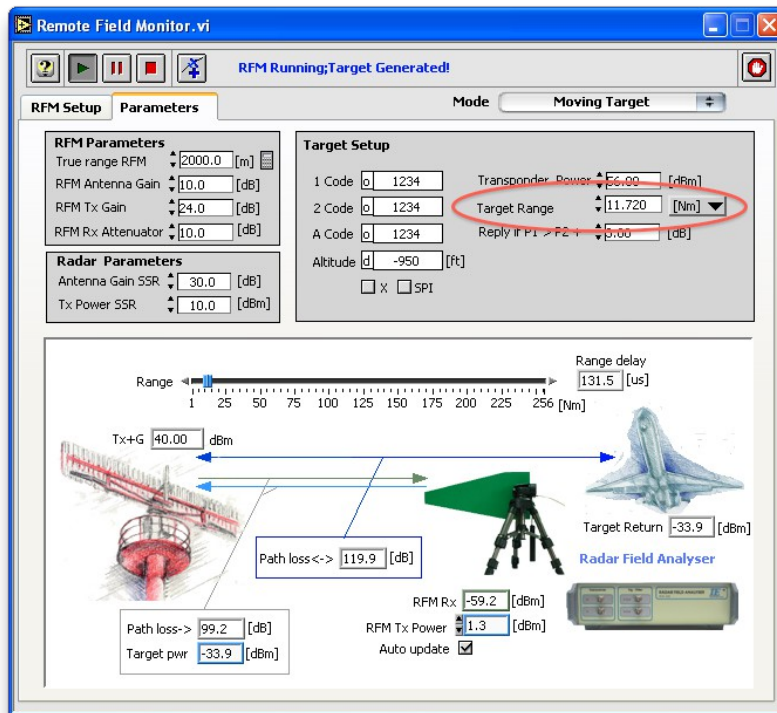 Remote Field Monitor.vi
RFM Running;Target Generated!
RFM Setup
Parameters
Mode
Moving Target
RFM Parameters
True range RFM 2000.0 [m]
RFM Antenna Gain 10.0 [dB]
RFM Tx Gain 24.0 [dB]
RFM Rx Attenuator 10.0 [dB]
Radar Parameters
Antenna Gain SSR 30.0 [dB]
Tx Power SSR 10.0 [dBm]
Target Setup
1 Code o 1234
2 Code o 1234
A Code o 1234
Altitude d -950 [ft]
X SPI
Transponder Power 56.00 [dBm]
Target Range 11.720 [Nm]
Reply if P1 > P2 + [dB]
Range
1 25 50 75 100 125 150 175 200 225 256 [Nm]
Range delay
131.5 [us]
Tx+G 40.00 dBm
Path loss<-> 119.9 [dB]
Target Return -33.9 [dBm]
Radar Field Analyser
Path loss-> 99.2 [dB]
Target pwr -33.9 [dBm]
RFM Rx -59.2 [dBm]
RFM Tx Power 1.3 [dBm]
Auto update